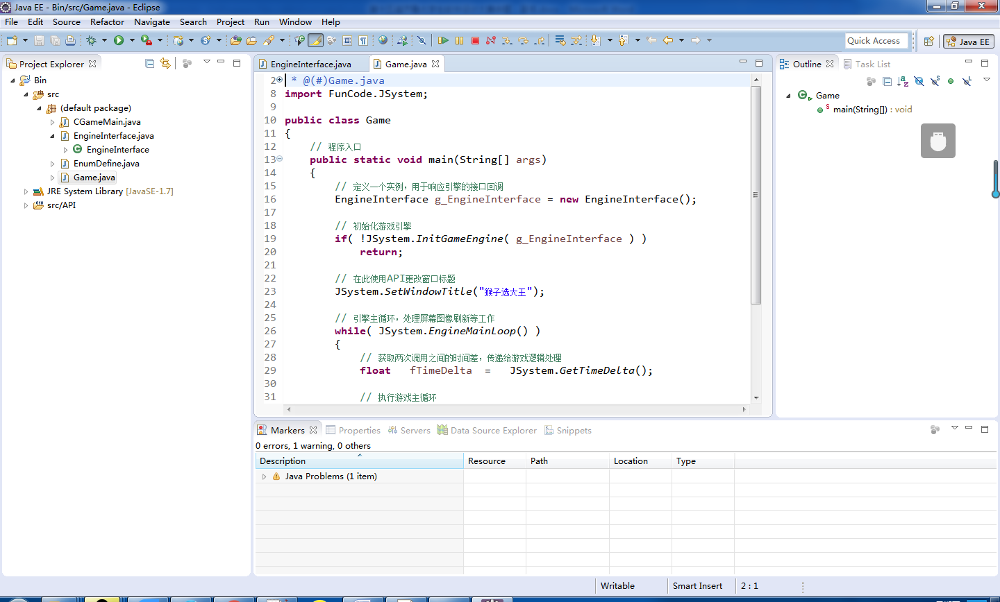 Java EE - Bin/src/Game.java - Eclipse
File Edit Source Refactor Navigate Search Project Run Window Help
Quick Access
Java EE
Project Explorer
Bin
src
(default package)
CGameMain.java
EngineInterface.java
EngineInterface
EnumDefine.java
Game.java
JRE System Library [JavaSE-1.7]
src/API
EngineInterface.java
Game.java
2 * @(#)Game.java
8 import FunCode.JSystem;
9
10 public class Game
11 {
12 // 程序入口
13 public static void main(String[] args)
14 {
15 // 定义一个实例，用于响应引擎的接口回调
16 EngineInterface g_EngineInterface = new EngineInterface();
17
18 // 初始化游戏引擎
19 if( !JSystem.InitGameEngine( g_EngineInterface ) )
20 return;
21
22 // 在此使用API更改窗口标题
23 JSystem.SetWindowTitle("猴子选大王");
24
25 // 引擎主循环，处理屏幕图像刷新等工作
26 while( JSystem.EngineMainLoop() )
27 {
28 // 获取两次调用之间的时间差，传递给游戏逻辑处理
29 float fTimeDelta = JSystem.GetTimeDelta();
30
31 // 执行游戏主循环
Outline Task List
Game
main(String[]) : void
Markers Properties Servers Data Source Explorer Snippets
0 errors, 1 warning, 0 others
Description Resource Path Location Type
Java Problems (1 item)
Writable Smart Insert 2 : 1